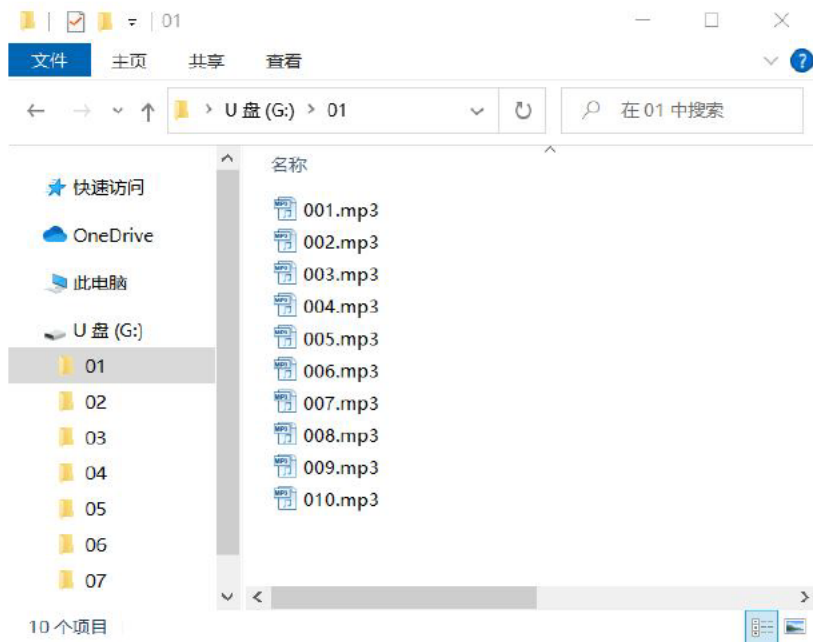 01
文件 主页 共享 查看
U 盘 (G:) 01 在 01 中搜索
名称
快速访问
OneDrive
此电脑
U 盘 (G:)
01
02
03
04
05
06
07
001.mp3
002.mp3
003.mp3
004.mp3
005.mp3
006.mp3
007.mp3
008.mp3
009.mp3
010.mp3
10 个项目